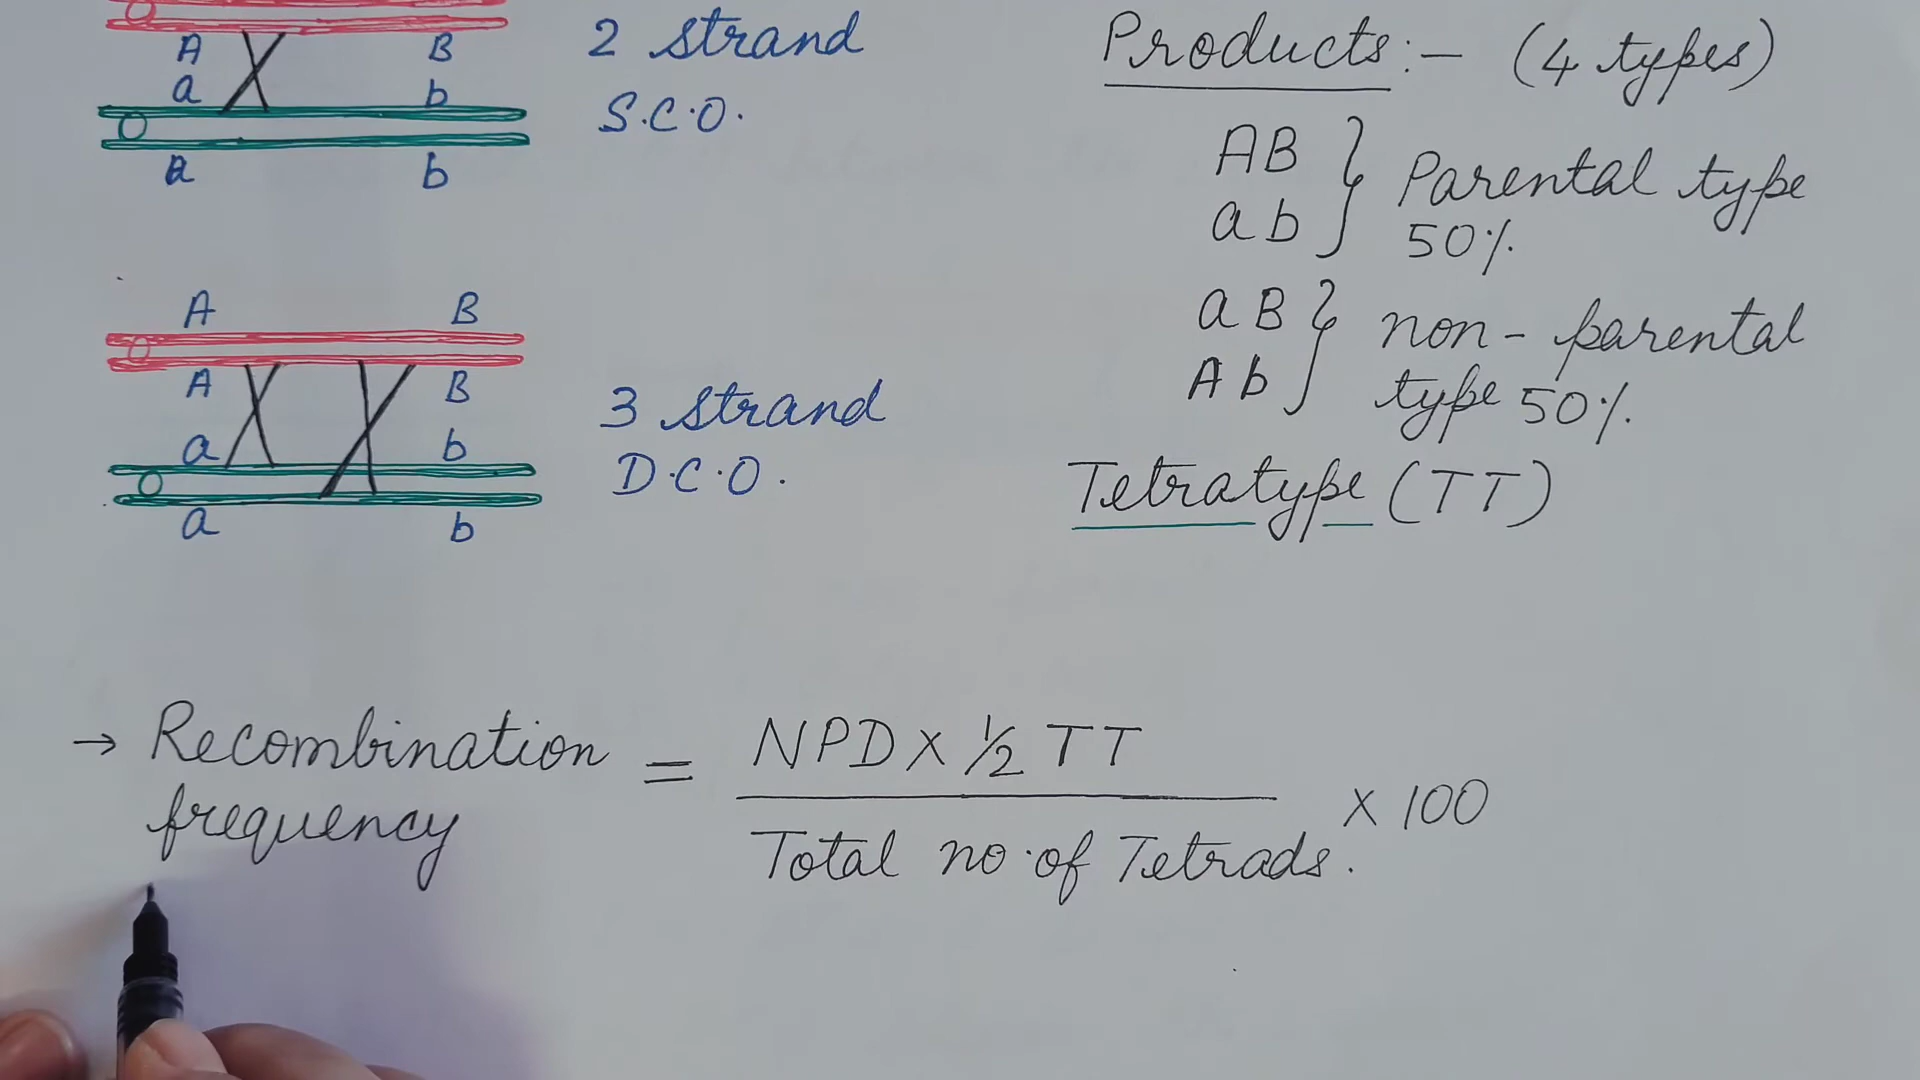 A B
a b
a b
2 strand
S.C.O.
A B
A B
a b
a b
3 strand
D.C.O.
Products:- (4 types)
AB
ab
Parental type
50%.
aB
Ab
non-parental
type 50%.
Tetratype (TT)
→ Recombination
frequency
= NPD X ½ TT
Total no. of Tetrads.
X 100